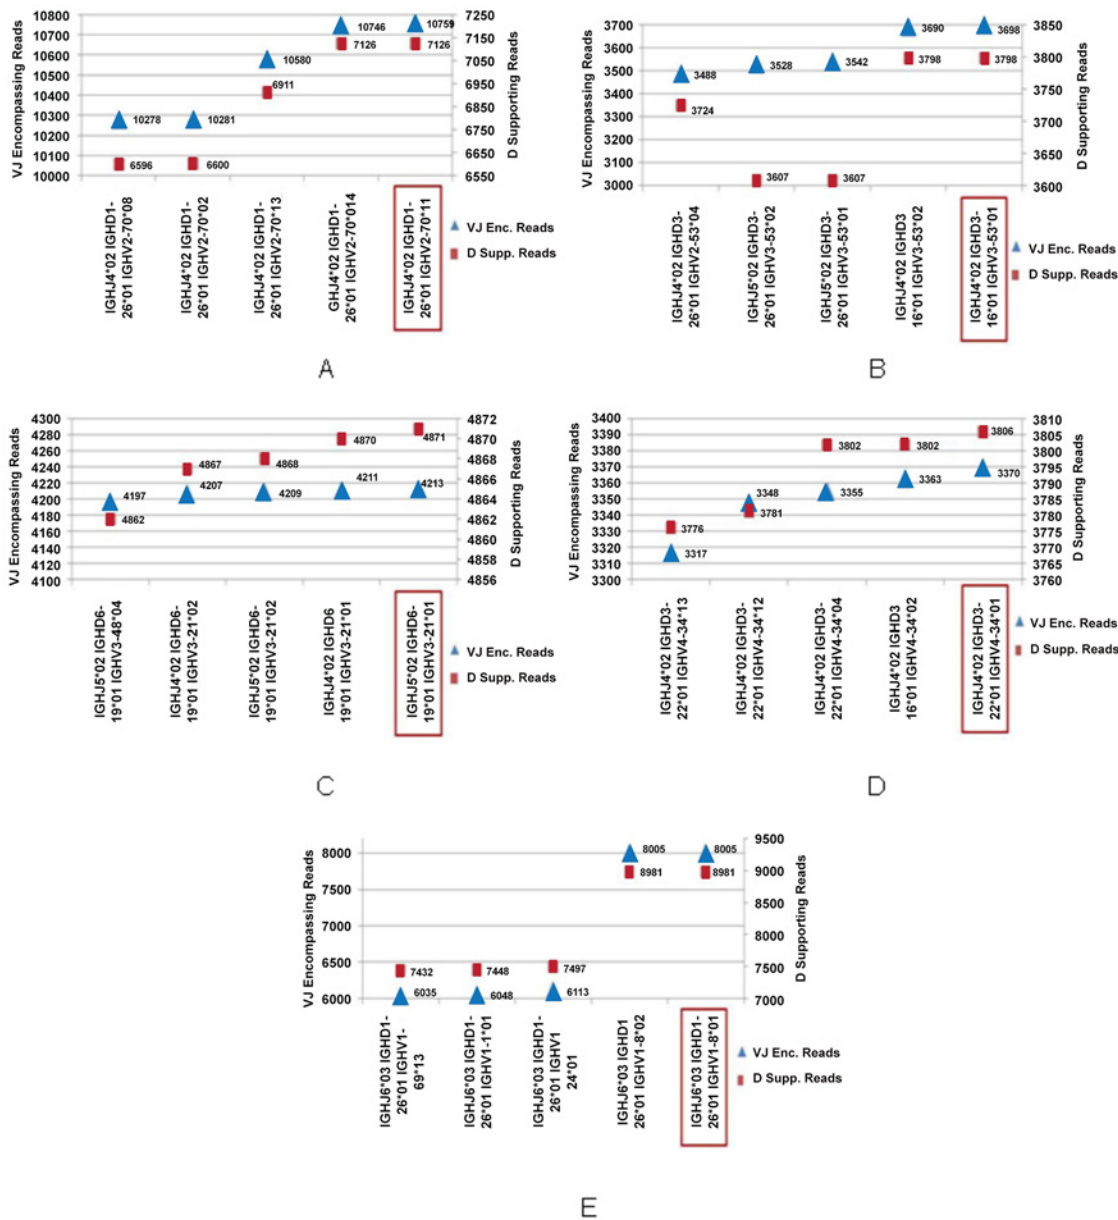 VJ Encompassing Reads
10800
10700
10600
10500
10400
10300
10200
10100
10000
7250
7150
7050
6950
6850
6750
6650
6550
D Supporting Reads
10278
10281
10580
10746
10759
6596
6600
6911
7126
7126
IGHJ4*02 IGHD1-
26*01 IGHV2-70*08
IGHJ4*02 IGHD1-
26*01 IGHV2-70*02
IGHJ4*02 IGHD1-
26*01 IGHV2-70*13
GHJ4*02 IGHD1-
26*01 IGHV2-70*014
IGHJ4*02 IGHD1-
26*01 IGHV2-70*11
VJ Enc. Reads
D Supp. Reads
A
VJ Encompassing Reads
3700
3600
3500
3400
3300
3200
3100
3000
3850
3800
3750
3700
3650
3600
D Supporting Reads
3488
3528
3542
3690
3698
3724
3607
3607
3798
3798
IGHJ4*02 IGHD3-
26*01 IGHV2-53*04
IGHJ5*02 IGHD3-
26*01 IGHV3-53*02
IGHJ5*02 IGHD3-
26*01 IGHV3-53*01
IGHJ4*02 IGHD3
16*01 IGHV3-53*02
IGHJ4*02 IGHD3-
16*01 IGHV3-53*01
VJ Enc. Reads
D Supp. Reads
B
VJ Encompassing Reads
4300
4280
4260
4240
4220
4200
4180
4160
4140
4120
4100
4872
4870
4868
4866
4864
4862
4860
4858
4856
D Supporting Reads
4197
4207
4209
4211
4213
4862
4867
4868
4870
4871
IGHJ5*02 IGHD6-
19*01 IGHV3-48*04
IGHJ4*02 IGHD6-
19*01 IGHV3-21*02
IGHJ5*02 IGHD6-
19*01 IGHV3-21*02
IGHJ4*02 IGHD6
19*01 IGHV3-21*01
IGHJ5*02 IGHD6-
19*01 IGHV3-21*01
VJ Enc. Reads
D Supp. Reads
C
VJ Encompassing Reads
3400
3390
3380
3370
3360
3350
3340
3330
3320
3310
3300
3810
3805
3800
3795
3790
3785
3780
3775
3770
3765
3760
D Supporting Reads
3776
3317
3348
3781
3802
3355
3802
3363
3806
3370
IGHJ4*02 IGHD3-
22*01 IGHV4-34*13
IGHJ4*02 IGHD3-
22*01 IGHV4-34*12
IGHJ4*02 IGHD3-
22*01 IGHV4-34*04
IGHJ4*02 IGHD3
16*01 IGHV4-34*02
IGHJ4*02 IGHD3-
22*01 IGHV4-34*01
VJ Enc. Reads
D Supp. Reads
D
VJ Encompassing Reads
8000
7500
7000
6500
6000
9500
9000
8500
8000
7500
7000
D Supporting Reads
7432
6035
7448
6048
7497
6113
8005
8981
8005
8981
IGHJ6*03 IGHD1-
26*01 IGHV1-
69*13
IGHJ6*03 IGHD1-
26*01 IGHV1-1*01
IGHJ6*03 IGHD1-
26*01 IGHV1
24*01
IGHJ6*03 IGHD1
26*01 IGHV1-8*02
IGHJ6*03 IGHD1-
26*01 IGHV1-8*01
VJ Enc. Reads
D Supp. Reads
E